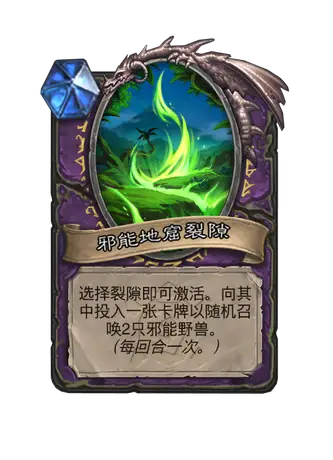 邪能地窟裂隙
选择裂隙即可激活。向其
中投入一张卡牌以随机召
唤2只邪能野兽。
（每回合一次。）